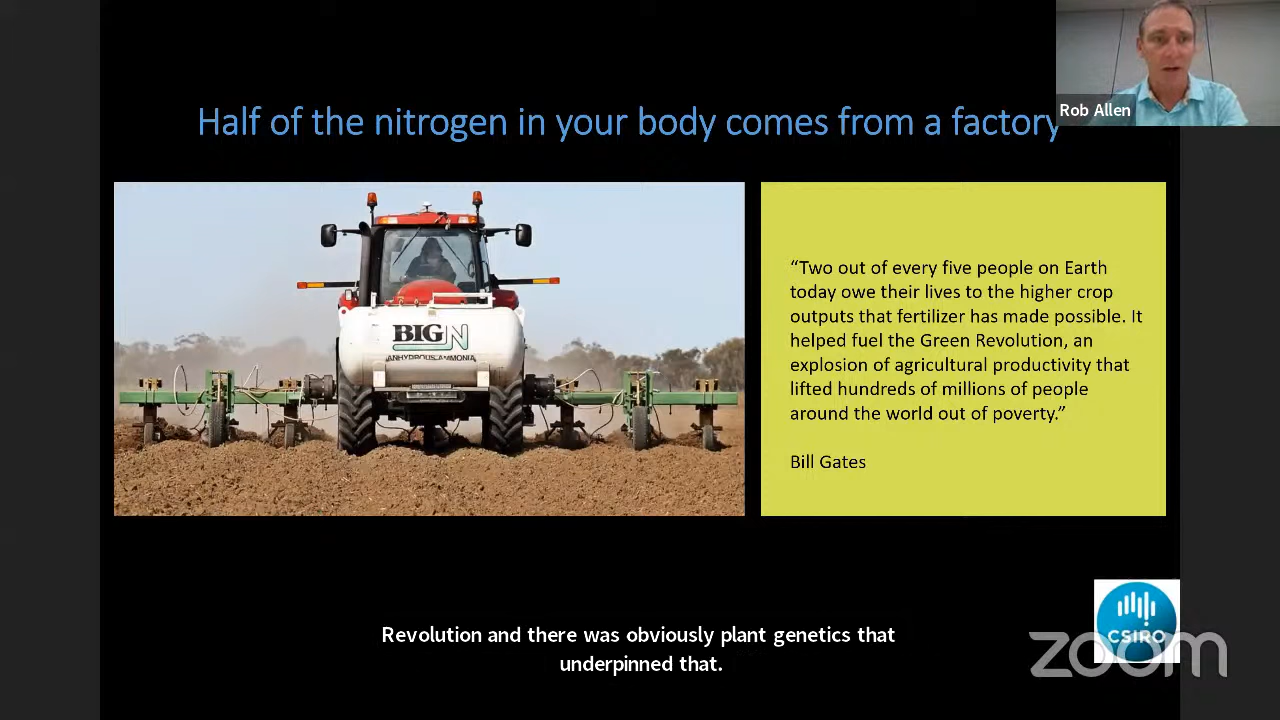 Half of the nitrogen in your body comes from a factory
Rob Allen
BIG N
ANHYDROUS AMMONIA
“Two out of every five people on Earth
today owe their lives to the higher crop
outputs that fertilizer has made possible. It
helped fuel the Green Revolution, an
explosion of agricultural productivity that
lifted hundreds of millions of people
around the world out of poverty.”
Bill Gates
Revolution and there was obviously plant genetics that
underpinned that.
CSIRO
zoom